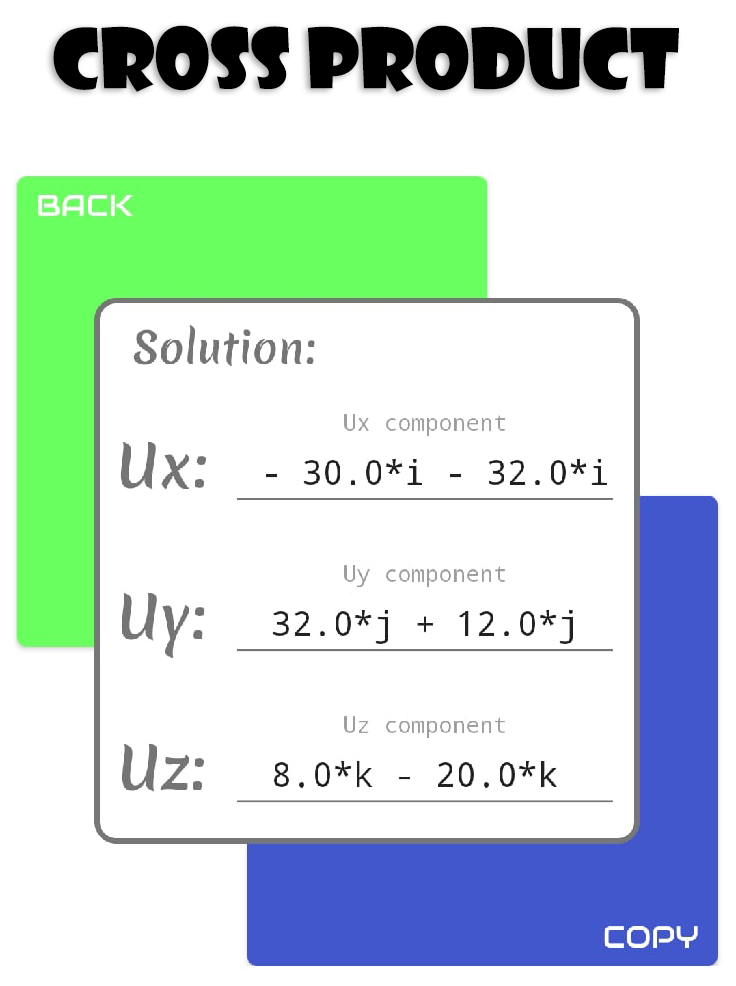 CROSS PRODUCT
BACK
Solution:
Ux component
Ux: - 30.0*i - 32.0*i
Uy component
Uy: 32.0*j + 12.0*j
Uz component
Uz: 8.0*k - 20.0*k
COPY